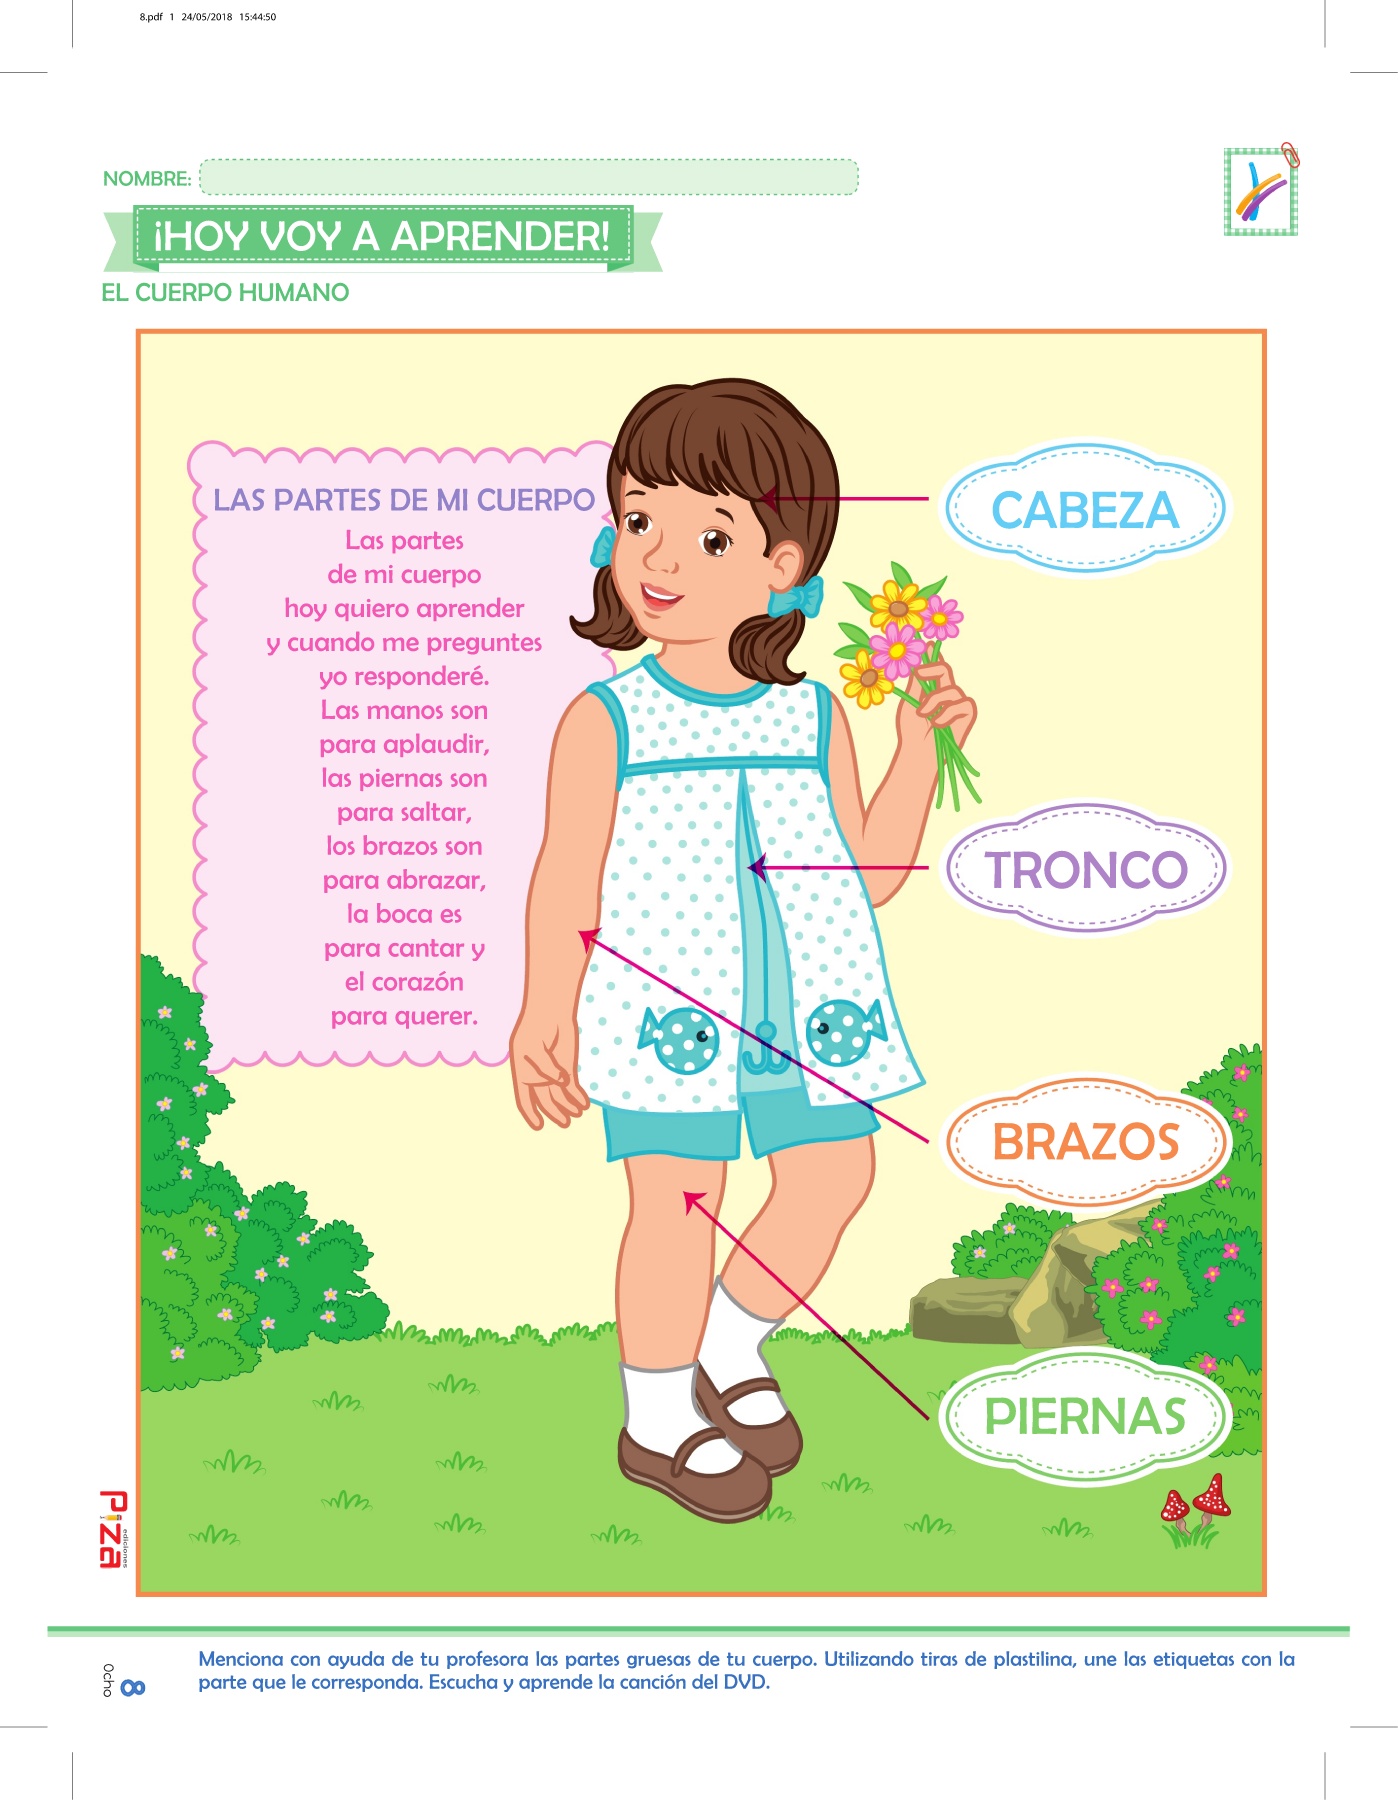 8.pdf 1 24/05/2018 15:44:50
NOMBRE:
¡HOY VOY A APRENDER!
EL CUERPO HUMANO
LAS PARTES DE MI CUERPO
Las partes
de mi cuerpo
hoy quiero aprender
y cuando me preguntes
yo responderé.
Las manos son
para aplaudir,
las piernas son
para saltar,
los brazos son
para abrazar,
la boca es
para cantar y
el corazón
para querer.
CABEZA
TRONCO
BRAZOS
PIERNAS
Piza
ediciones
Menciona con ayuda de tu profesora las partes gruesas de tu cuerpo. Utilizando tiras de plastilina, une las etiquetas con la
parte que le corresponda. Escucha y aprende la canción del DVD.
8
Ocho